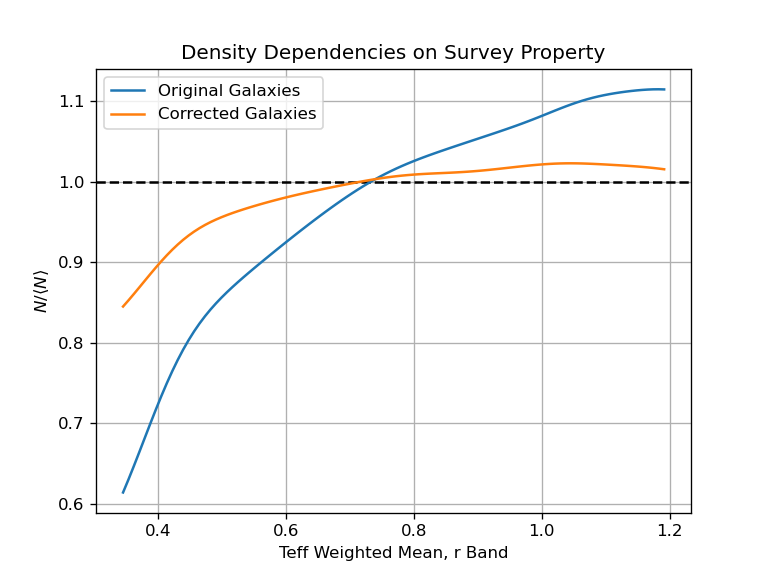 Density Dependencies on Survey Property
Original Galaxies
Corrected Galaxies
1.1
1.0
0.9
0.8
0.7
0.6
N/⟨N⟩
0.4 0.6 0.8 1.0 1.2
Teff Weighted Mean, r Band